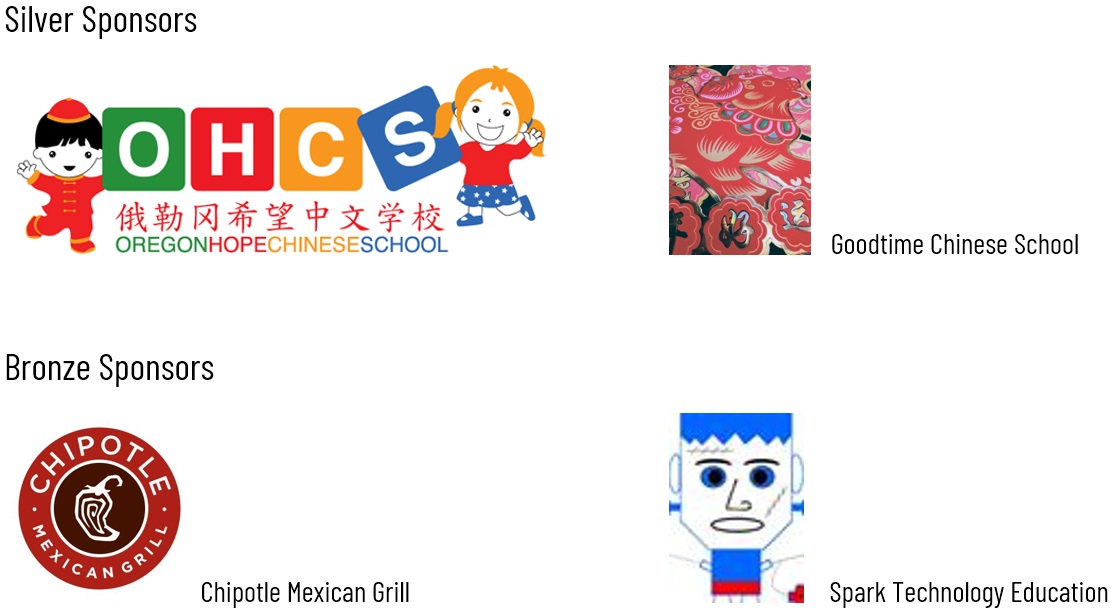 Silver Sponsors
OHCS
俄勒冈希望中文学校
OREGONHOPECHINESESCHOOL
Goodtime Chinese School
Bronze Sponsors
CHIPOTLE
MEXICAN GRILL
Chipotle Mexican Grill
Spark Technology Education